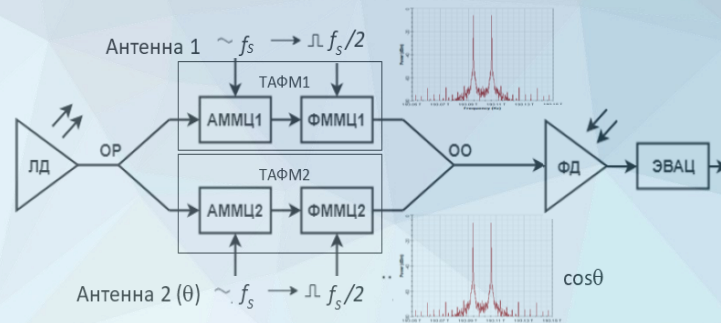 Антенна 1 ~ fs → ⎍ fs/2
ТАФМ1
АММЦ1
ФММЦ1
ЛД
ОР
ОО
ФД
ЭВАЦ
ТАФМ2
АММЦ2
ФММЦ2
Антенна 2 (θ) ~ fs → ⎍ fs/2
cosθ